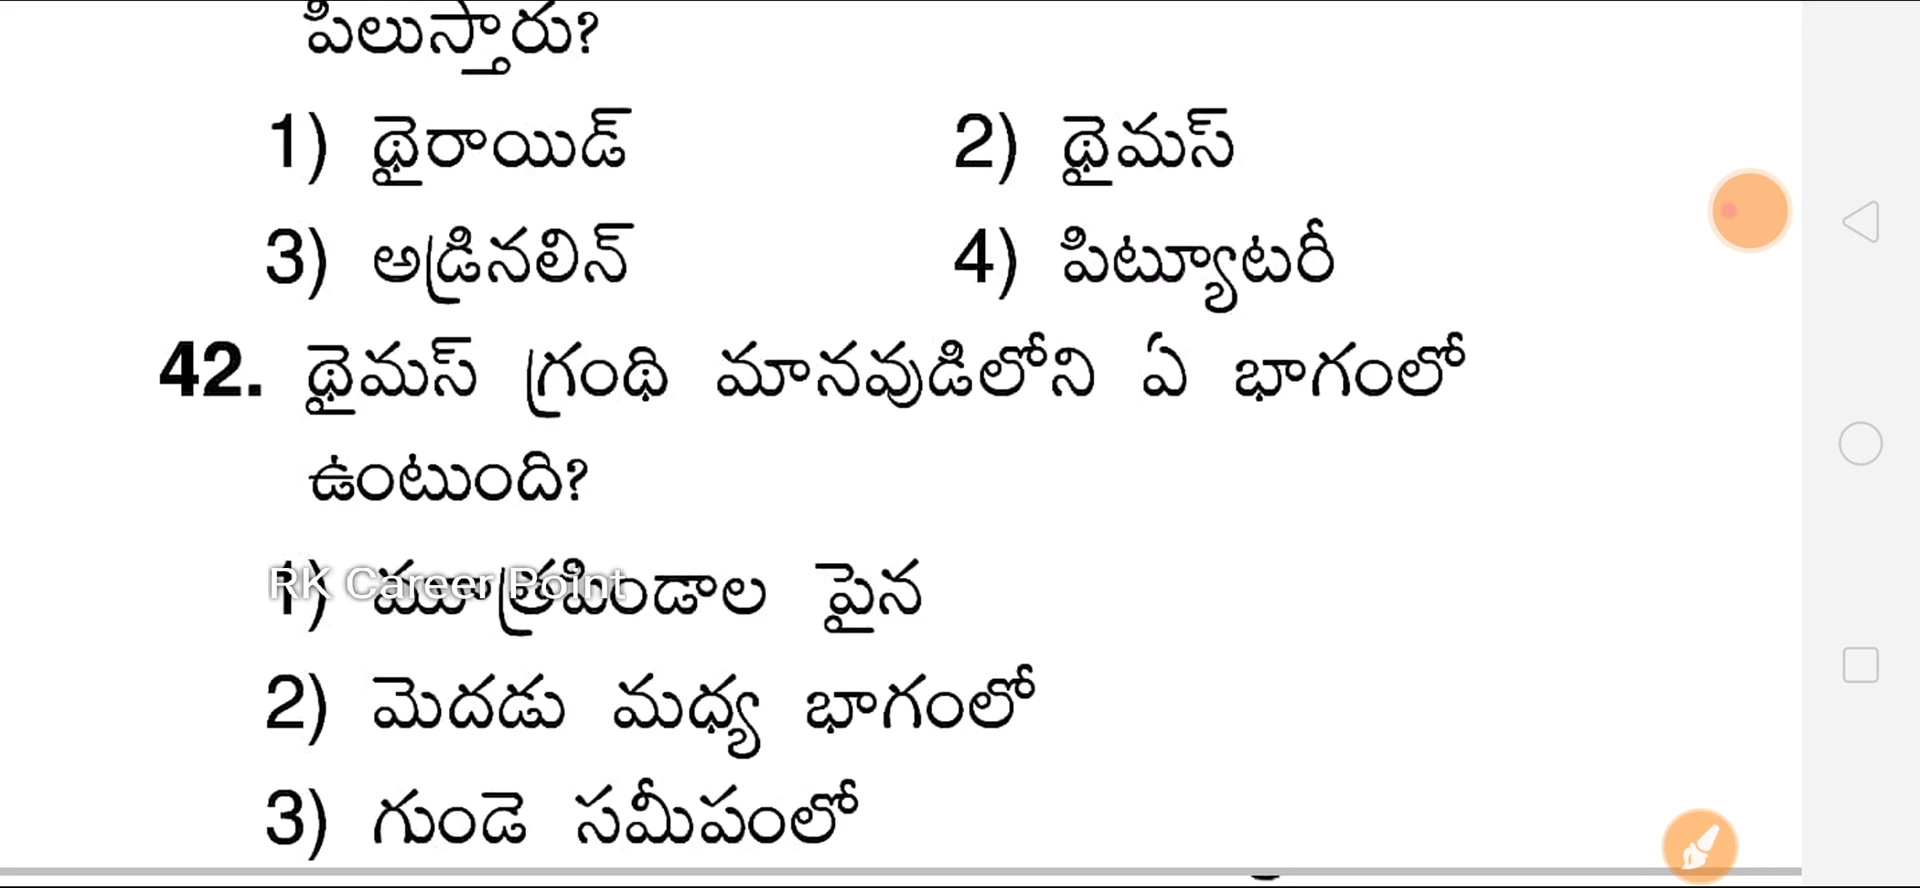 పిలుస్తారు?
1) థైరాయిడ్ 2) థైమస్
3) అడ్రినలిన్ 4) పిట్యూటరీ
42. థైమస్ గ్రంథి మానవుడిలోని ఏ భాగంలో
ఉంటుంది?
1) మూత్రపిండాల పైన
RK Career Point
2) మెదడు మధ్య భాగంలో
3) గుండె సమీపంలో